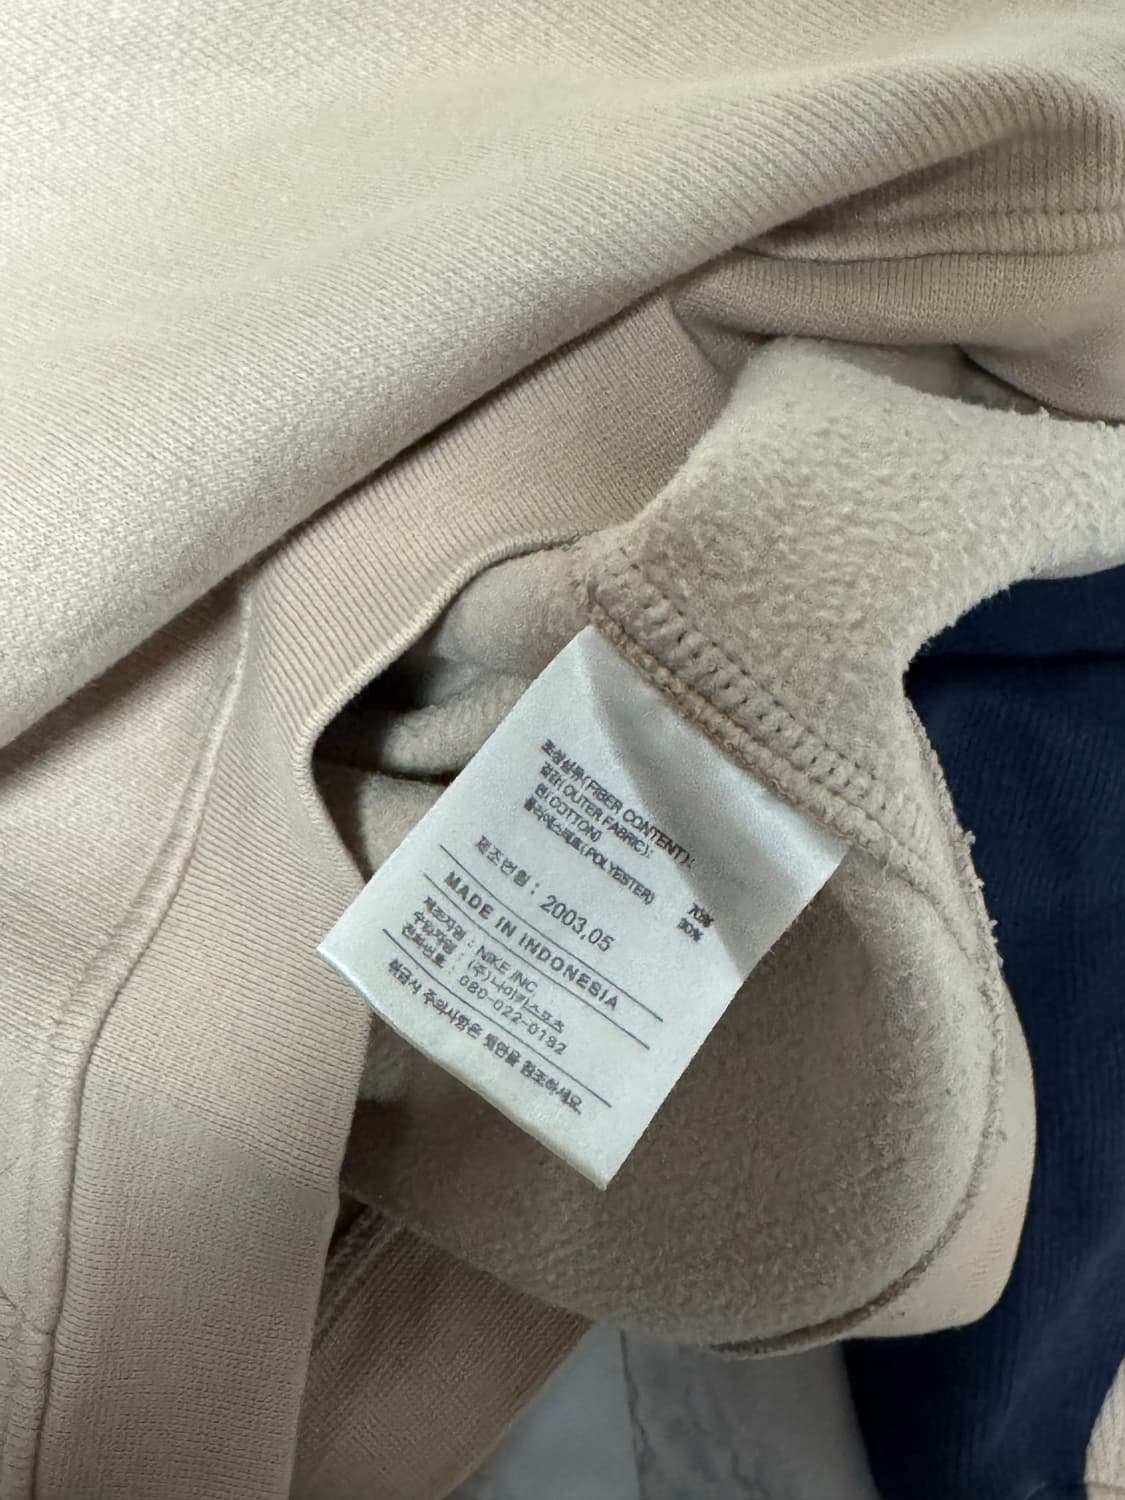 조성섬유(FIBER CONTENT):
겉감(OUTER FABRIC):
면(COTTON) 70%
폴리에스테르(POLYESTER) 30%
제조연월 : 2003.05
MADE IN INDONESIA
제조자명 : NIKE INC
수입자명 : (주)나이키스포츠
전화번호 : 080-022-0182
취급시 주의사항은 뒷면을 참조하세요.